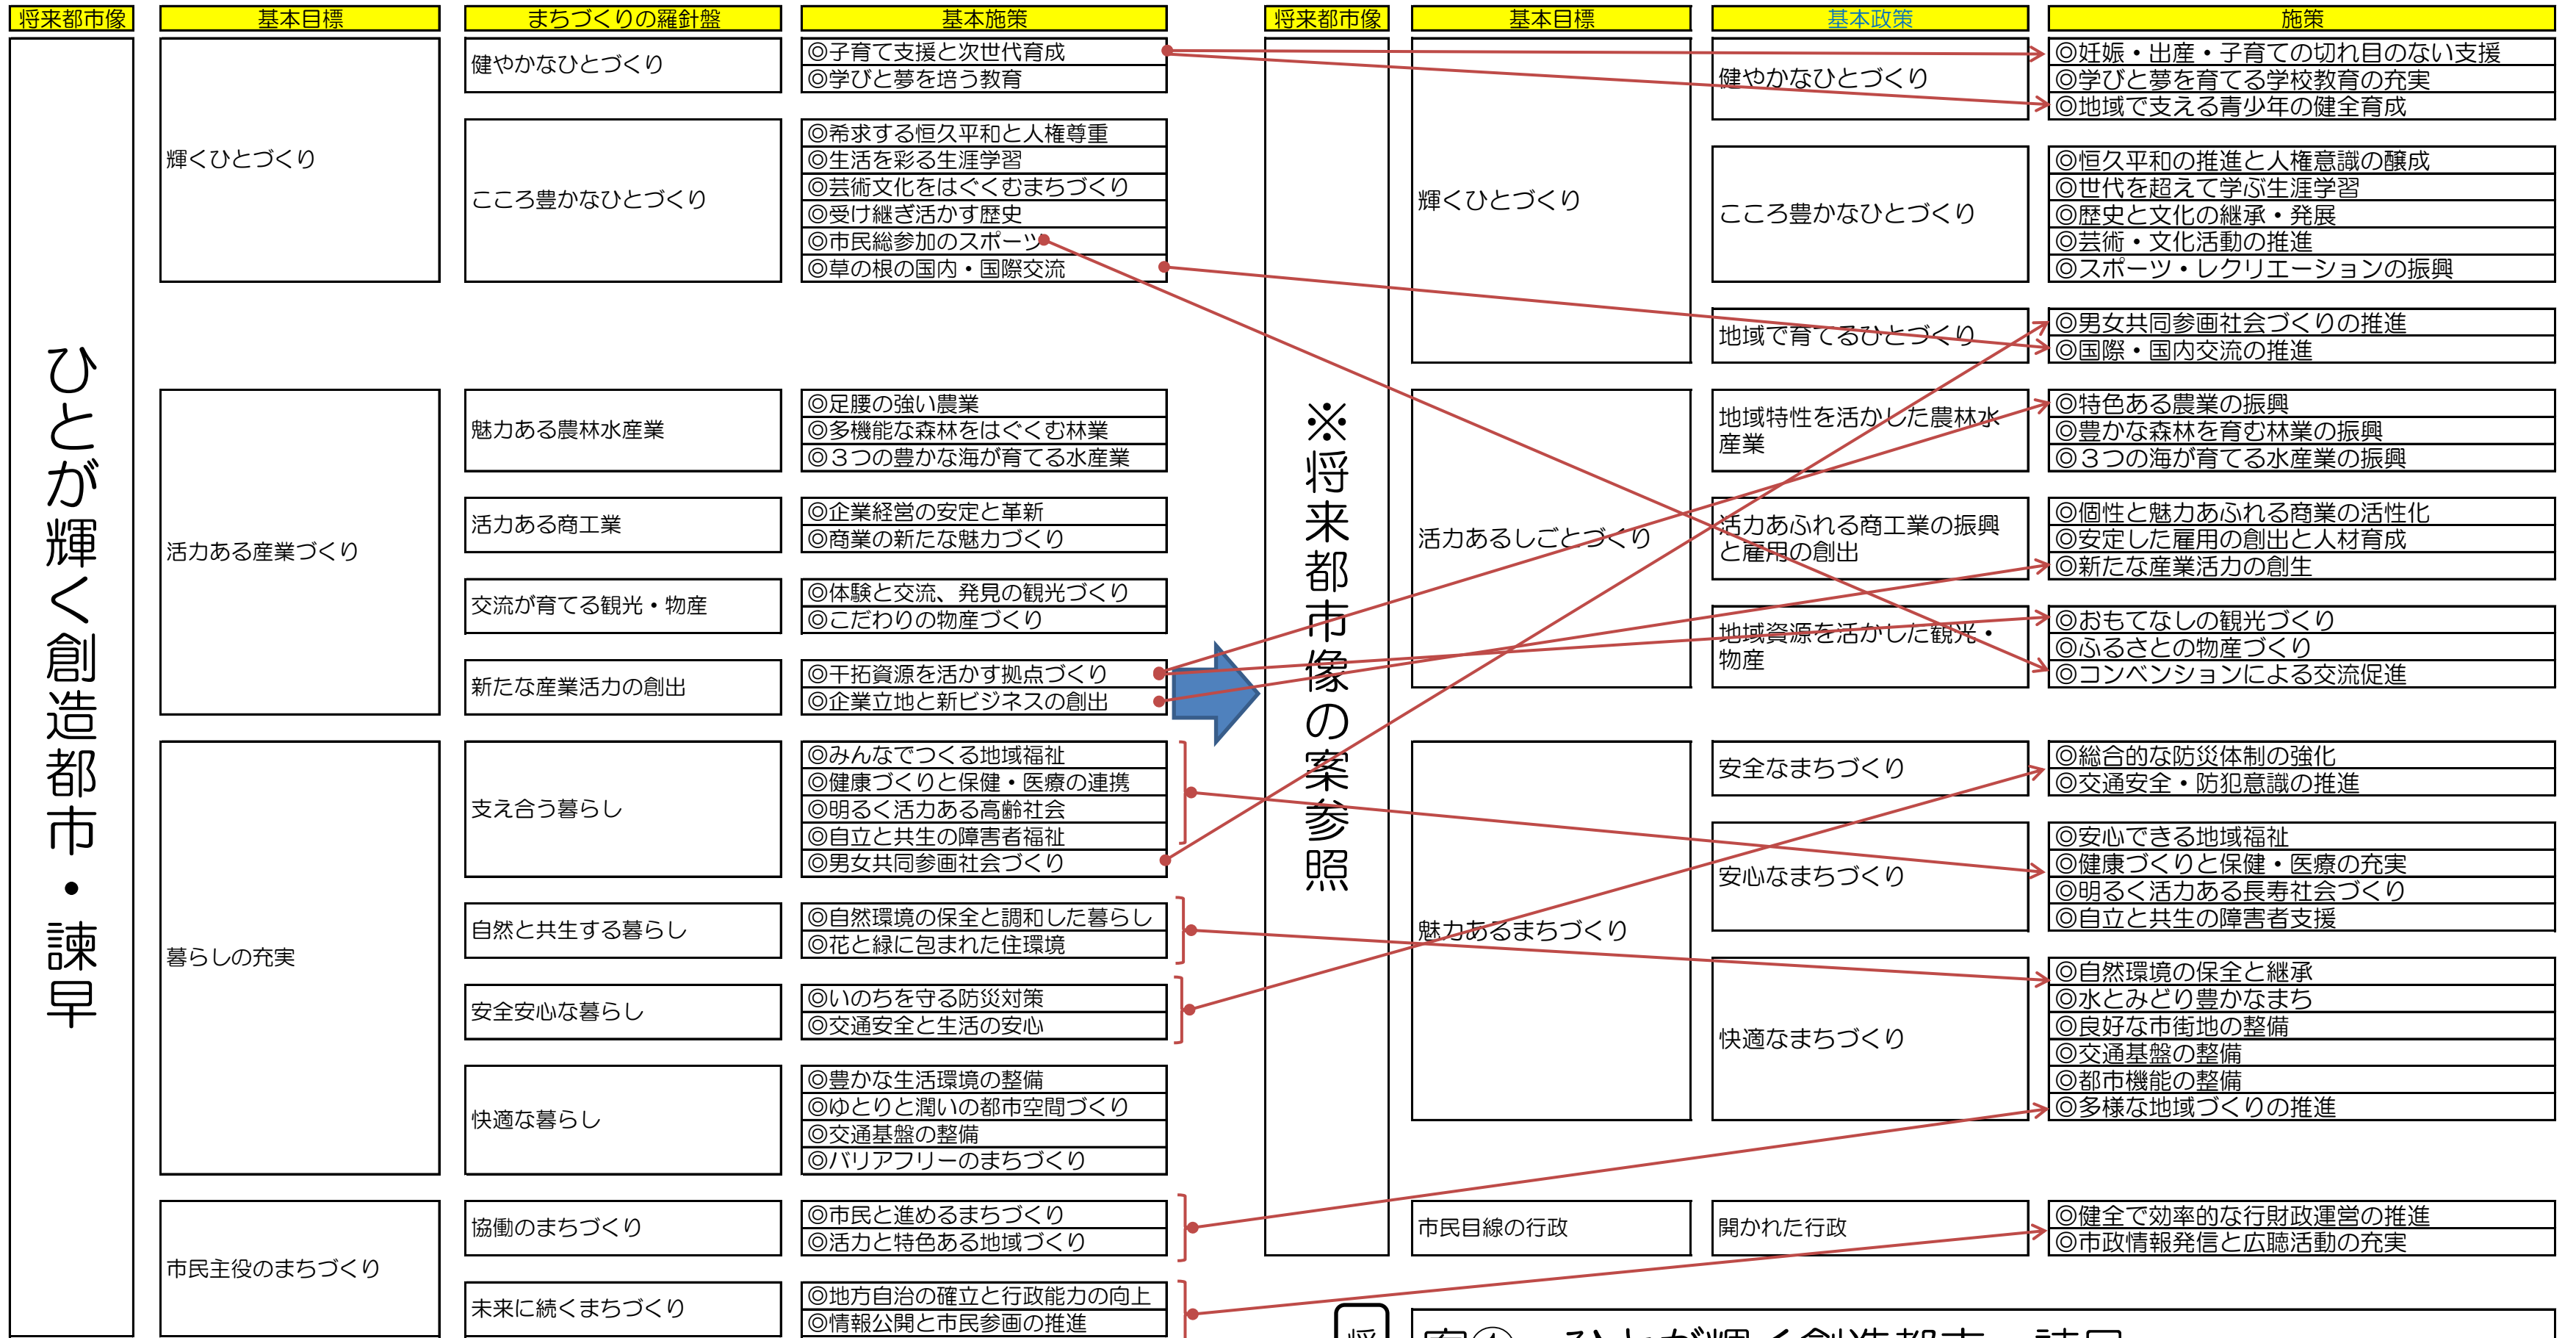 将来都市像
基本目標
まちづくりの羅針盤
基本施策
ひとが輝く創造都市・諫早
輝くひとづくり
健やかなひとづくり
◎子育て支援と次世代育成
◎学びと夢を培う教育
こころ豊かなひとづくり
◎希求する恒久平和と人権尊重
◎生活を彩る生涯学習
◎芸術文化をはぐくむまちづくり
◎受け継ぎ活かす歴史
◎市民総参加のスポーツ
◎草の根の国内・国際交流
活力ある産業づくり
魅力ある農林水産業
◎足腰の強い農業
◎多機能な森林をはぐくむ林業
◎３つの豊かな海が育てる水産業
活力ある商工業
◎企業経営の安定と革新
◎商業の新たな魅力づくり
交流が育てる観光・物産
◎体験と交流、発見の観光づくり
◎こだわりの物産づくり
新たな産業活力の創出
◎干拓資源を活かす拠点づくり
◎企業立地と新ビジネスの創出
暮らしの充実
支え合う暮らし
◎みんなでつくる地域福祉
◎健康づくりと保健・医療の連携
◎明るく活力ある高齢社会
◎自立と共生の障害者福祉
◎男女共同参画社会づくり
自然と共生する暮らし
◎自然環境の保全と調和した暮らし
◎花と緑に包まれた住環境
安全安心な暮らし
◎いのちを守る防災対策
◎交通安全と生活の安心
快適な暮らし
◎豊かな生活環境の整備
◎ゆとりと潤いの都市空間づくり
◎交通基盤の整備
◎バリアフリーのまちづくり
市民主役のまちづくり
協働のまちづくり
◎市民と進めるまちづくり
◎活力と特色ある地域づくり
未来に続くまちづくり
◎地方自治の確立と行政能力の向上
◎情報公開と市民参画の推進
将来都市像
基本目標
基本政策
施策
※将来都市像の案参照
輝くひとづくり
健やかなひとづくり
◎妊娠・出産・子育ての切れ目のない支援
◎学びと夢を育てる学校教育の充実
◎地域で支える青少年の健全育成
こころ豊かなひとづくり
◎恒久平和の推進と人権意識の醸成
◎世代を超えて学ぶ生涯学習
◎歴史と文化の継承・発展
◎芸術・文化活動の推進
◎スポーツ・レクリエーションの振興
地域で育てるひとづくり
◎男女共同参画社会づくりの推進
◎国際・国内交流の推進
活力あるしごとづくり
地域特性を活かした農林水
産業
◎特色ある農業の振興
◎豊かな森林を育む林業の振興
◎３つの海が育てる水産業の振興
活力あふれる商工業の振興
と雇用の創出
◎個性と魅力あふれる商業の活性化
◎安定した雇用の創出と人材育成
◎新たな産業活力の創生
地域資源を活かした観光・
物産
◎おもてなしの観光づくり
◎ふるさとの物産づくり
◎コンベンションによる交流促進
魅力あるまちづくり
安全なまちづくり
◎総合的な防災体制の強化
◎交通安全・防犯意識の推進
安心なまちづくり
◎安心できる地域福祉
◎健康づくりと保健・医療の充実
◎明るく活力ある長寿社会づくり
◎自立と共生の障害者支援
快適なまちづくり
◎自然環境の保全と継承
◎水とみどり豊かなまち
◎良好な市街地の整備
◎交通基盤の整備
◎都市機能の整備
◎多様な地域づくりの推進
市民目線の行政
開かれた行政
◎健全で効率的な行財政運営の推進
◎市政情報発信と広聴活動の充実